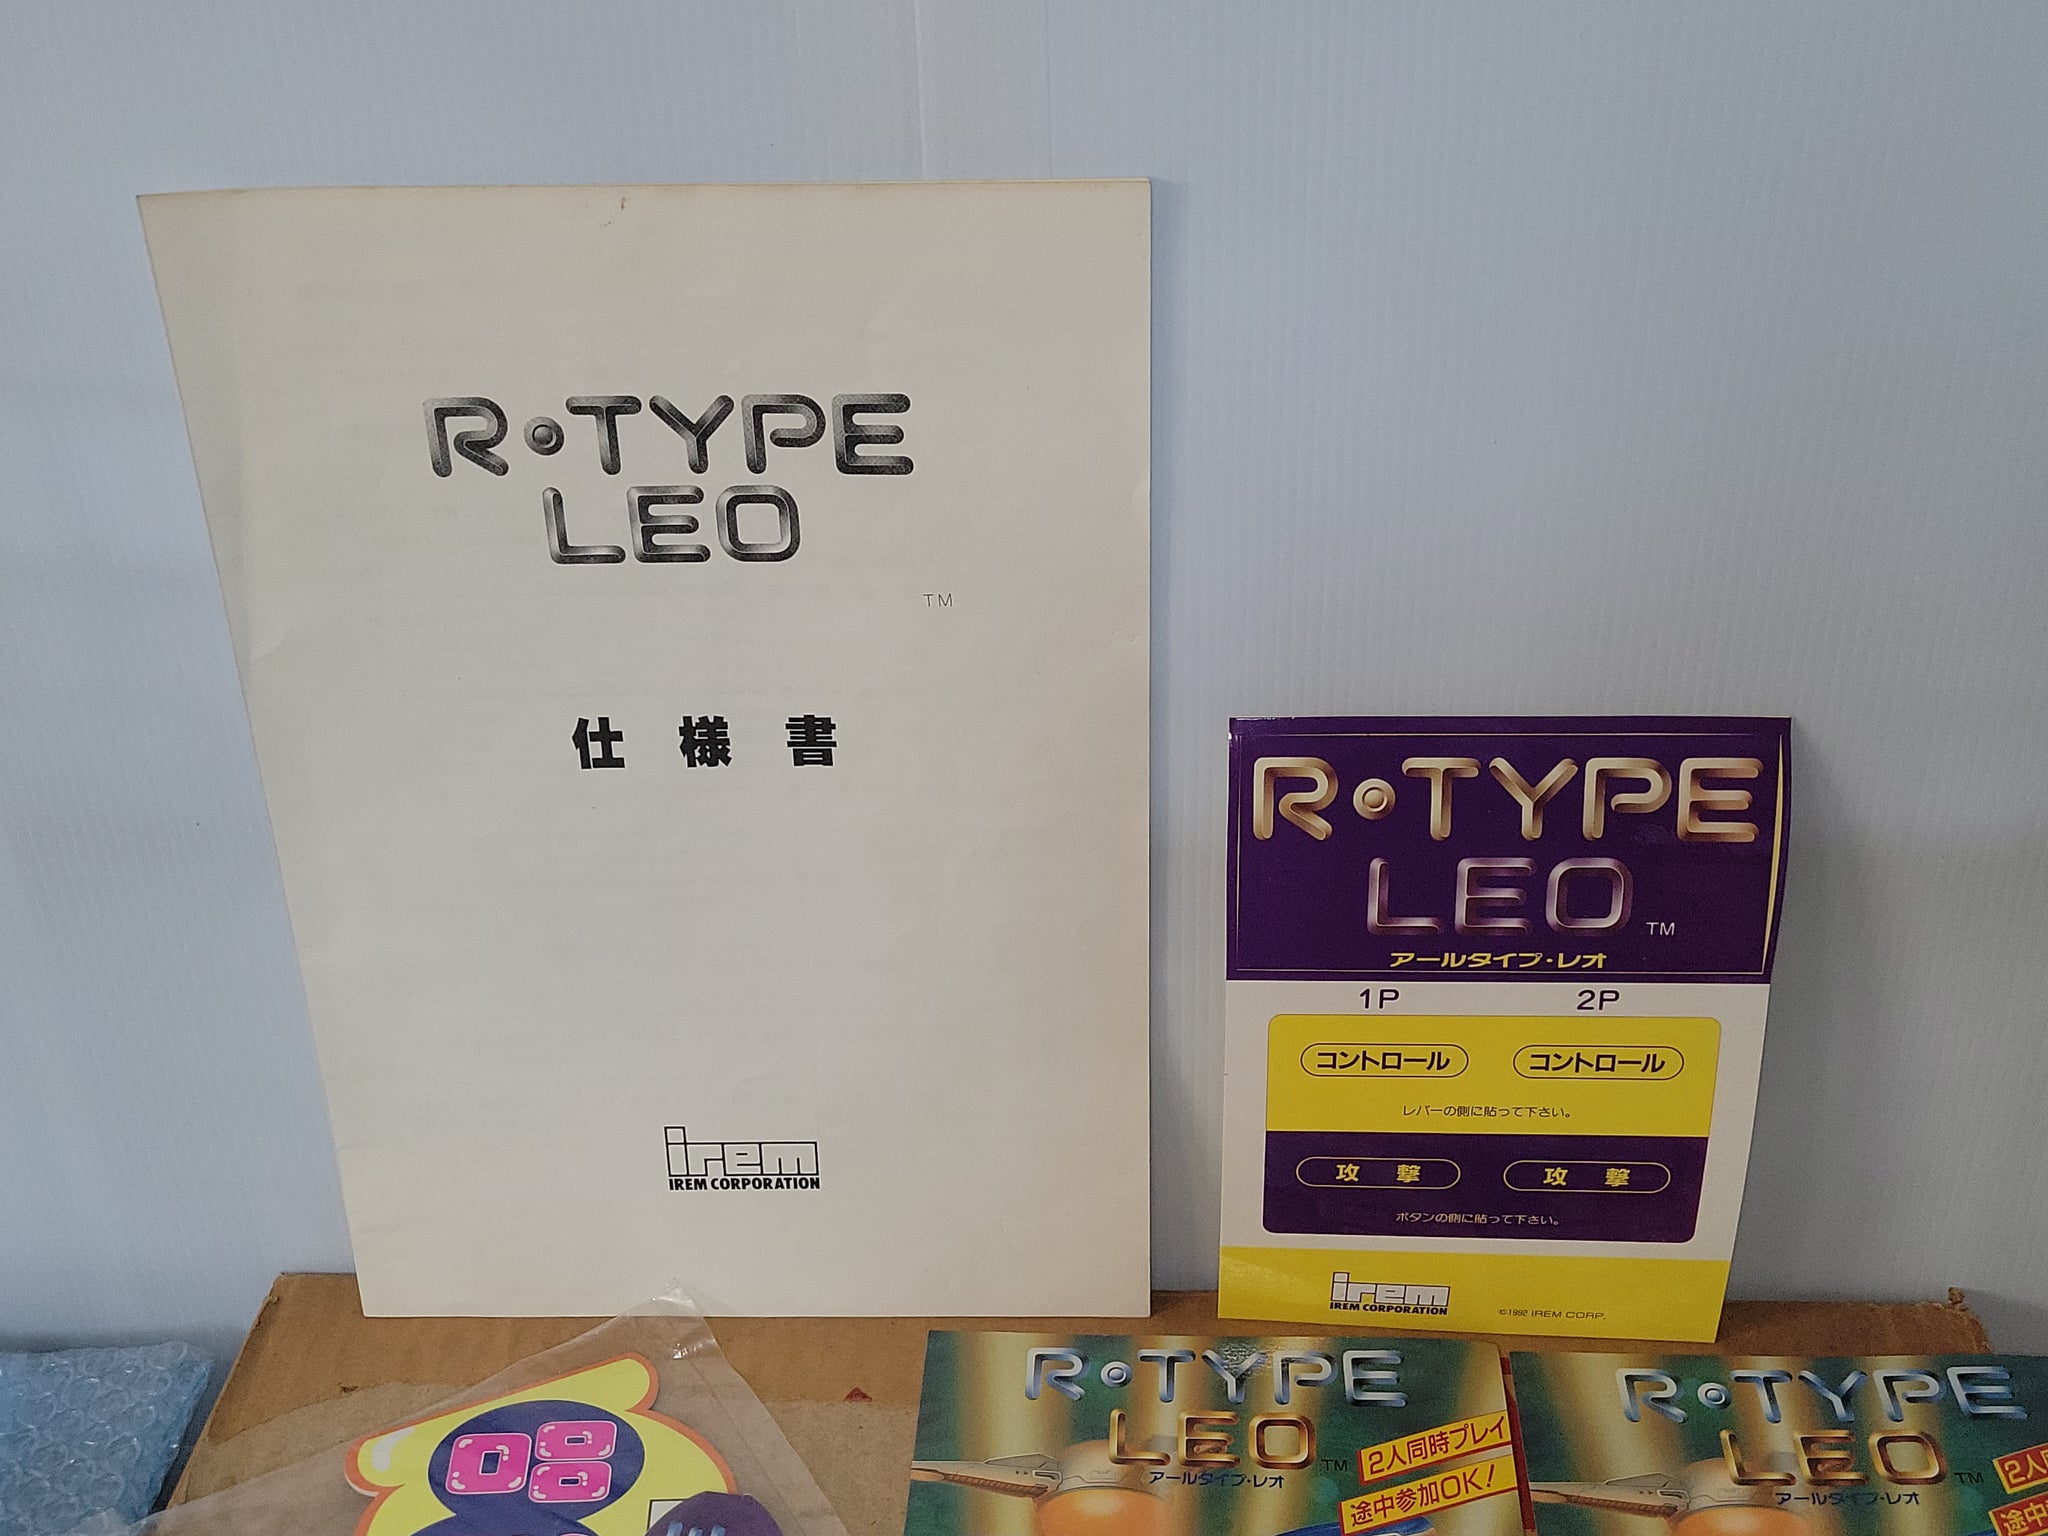 R・TYPE
LEO
TM
仕様書
irem
IREM CORPORATION
R・TYPE
LEO
TM
アールタイプ・レオ
1P 2P
コントロール コントロール
レバーの側に貼って下さい。
攻撃 攻撃
ボタンの側に貼って下さい。
irem
IREM CORPORATION
©1992 IREM CORP.
R・TYPE
LEO
TM
アールタイプ・レオ
2人同時プレイ
途中参加OK!
R・TYPE
LEO
TM
アールタイプ・レオ
2人
途中